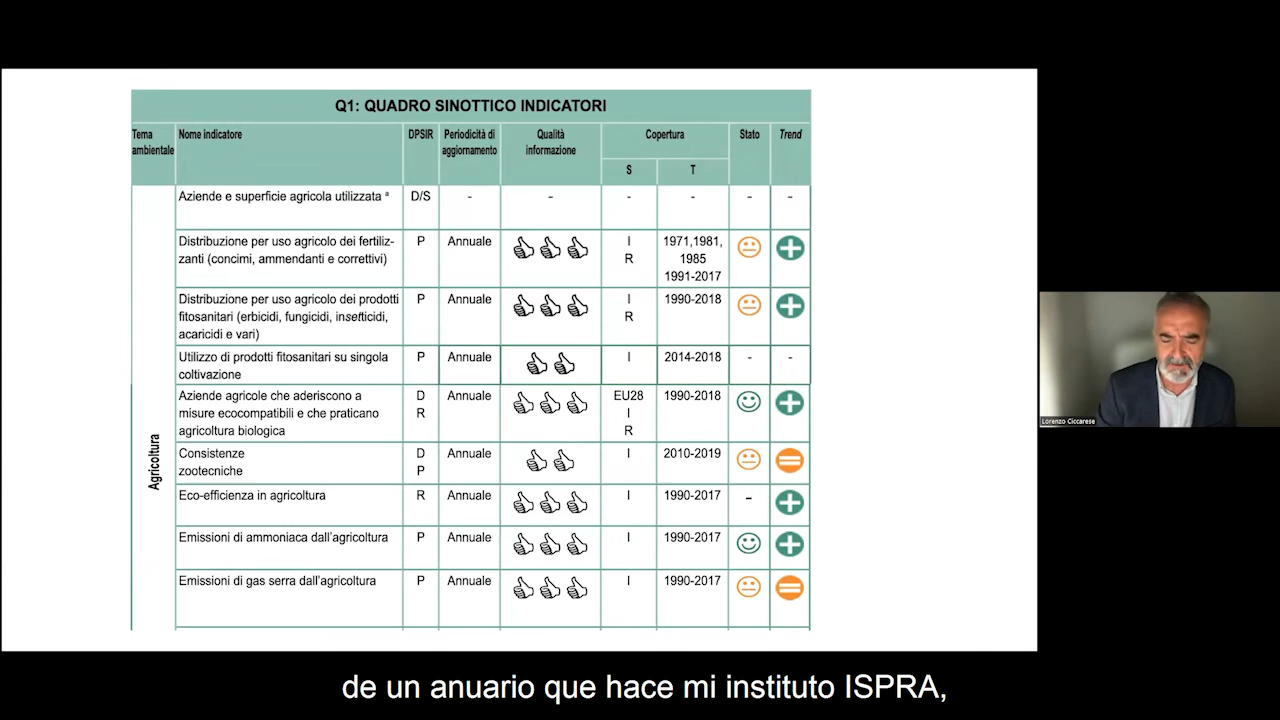 Q1: QUADRO SINOTTICO INDICATORI
Tema ambientale Nome indicatore DPSIR Periodicità di aggiornamento Qualità informazione Copertura Stato Trend
S T
Agricoltura
Aziende e superficie agricola utilizzata ª D/S - - - - - -
Distribuzione per uso agricolo dei fertiliz- P Annuale I 1971,1981,
zanti (concimi, ammendanti e correttivi) R 1985
1991-2017
Distribuzione per uso agricolo dei prodotti P Annuale I 1990-2018
fitosanitari (erbicidi, fungicidi, insetticidi, R
acaricidi e vari)
Utilizzo di prodotti fitosanitari su singola P Annuale I 2014-2018 - -
coltivazione
Aziende agricole che aderiscono a D Annuale EU28 1990-2018
misure ecocompatibili e che praticano R I
agricoltura biologica R
Consistenze D Annuale I 2010-2019
zootecniche P
Eco-efficienza in agricoltura R Annuale I 1990-2017 -
Emissioni di ammoniaca dall'agricoltura P Annuale I 1990-2017
Emissioni di gas serra dall'agricoltura P Annuale I 1990-2017
Lorenzo Ciccarese
de un anuario que hace mi instituto ISPRA,